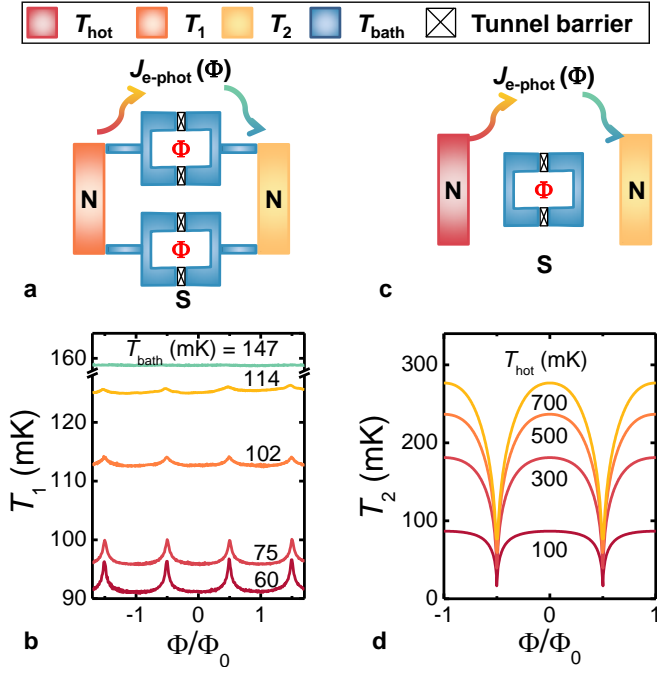 T_hot T_1 T_2 T_bath Tunnel barrier
J_e-phot (Φ)
N Φ N
Φ
S
a
J_e-phot (Φ)
N Φ N
S
c
T_bath (mK) = 147
114
102
75
60
T_1 (mK)
160
120
110
100
90
-1 0 1
Φ/Φ_0
b
T_hot (mK)
700
500
300
100
T_2 (mK)
300
200
100
0
-1 0 1
Φ/Φ_0
d